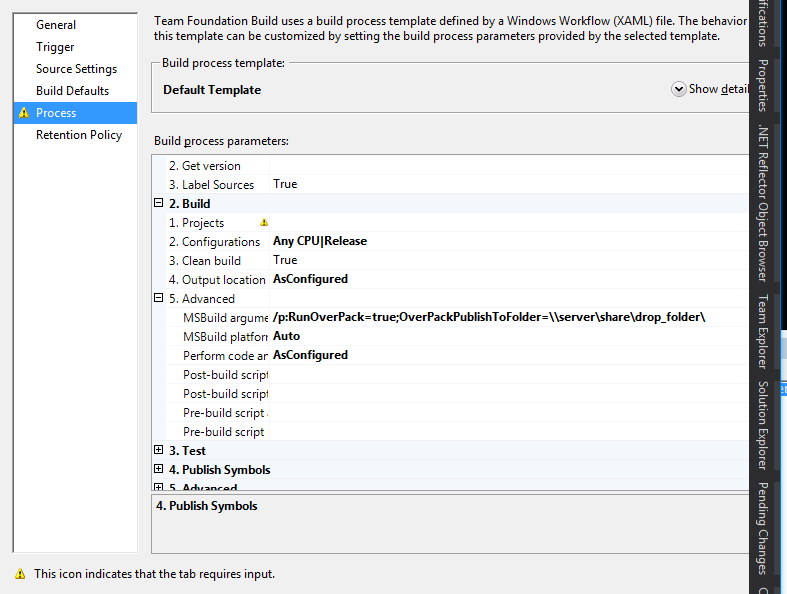 General
Trigger
Source Settings
Build Defaults
Process
Retention Policy
Team Foundation Build uses a build process template defined by a Windows Workflow (XAML) file. The behavior
this template can be customized by setting the build process parameters provided by the selected template.
Build process template:
Default Template
Show detail
Build process parameters:
2. Get version
3. Label Sources True
2. Build
1. Projects
2. Configurations Any CPU|Release
3. Clean build True
4. Output location AsConfigured
5. Advanced
MSBuild argume /p:RunOverPack=true;OverPackPublishToFolder=\\server\share\drop_folder\
MSBuild platforn Auto
Perform code ar AsConfigured
Post-build script
Post-build script
Pre-build script
Pre-build script
3. Test
4. Publish Symbols
5. Advanced
4. Publish Symbols
This icon indicates that the tab requires input.
ifications
Properties
.NET Reflector Object Browser
Team Explorer
Solution Explorer
Pending Changes